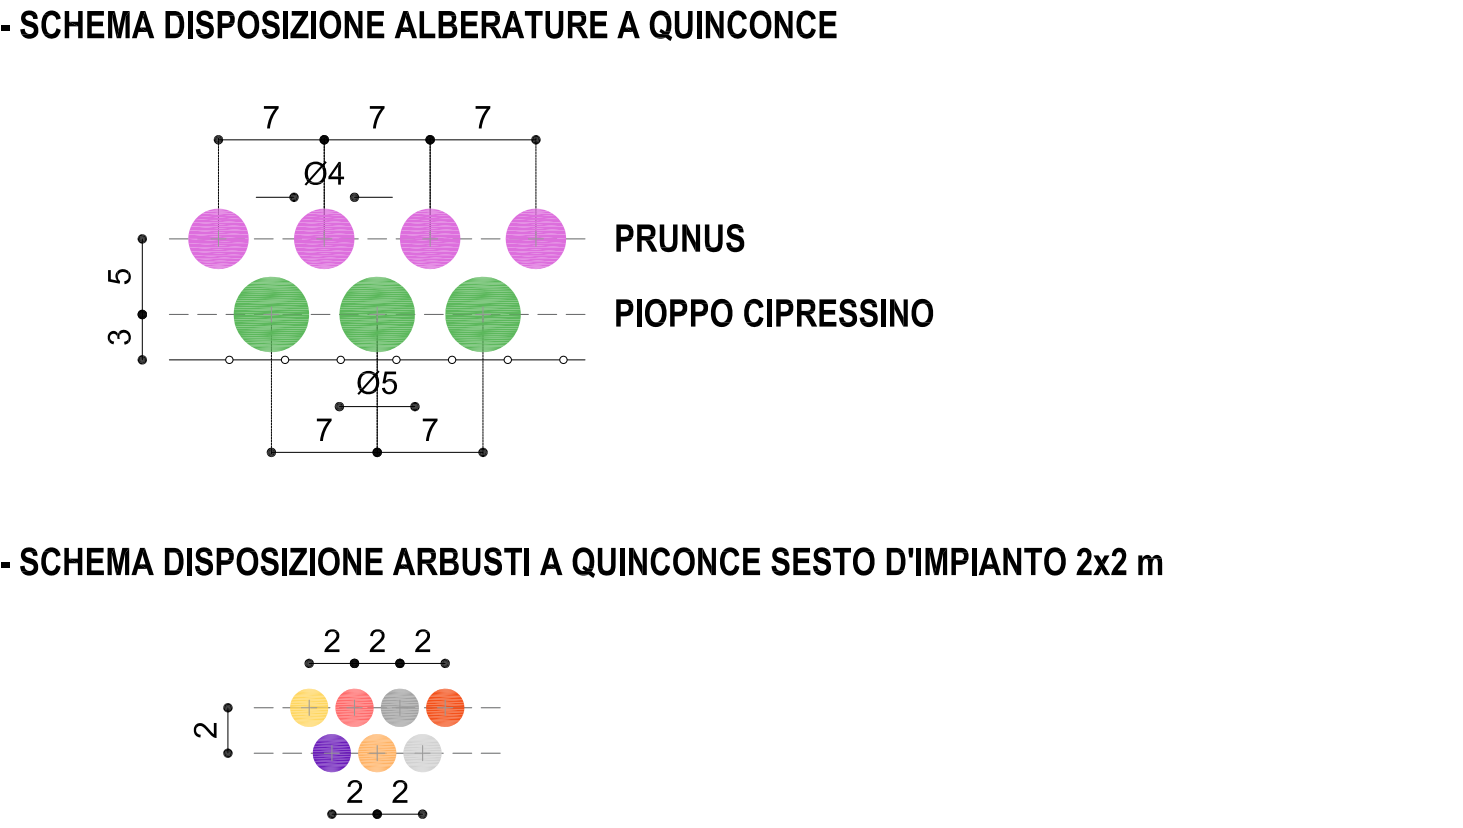 - SCHEMA DISPOSIZIONE ALBERATURE A QUINCONCE
7 7 7
Ø4
PRUNUS
5
PIOPPO CIPRESSINO
3
Ø5
7 7
- SCHEMA DISPOSIZIONE ARBUSTI A QUINCONCE SESTO D'IMPIANTO 2x2 m
2 2 2
2
2 2